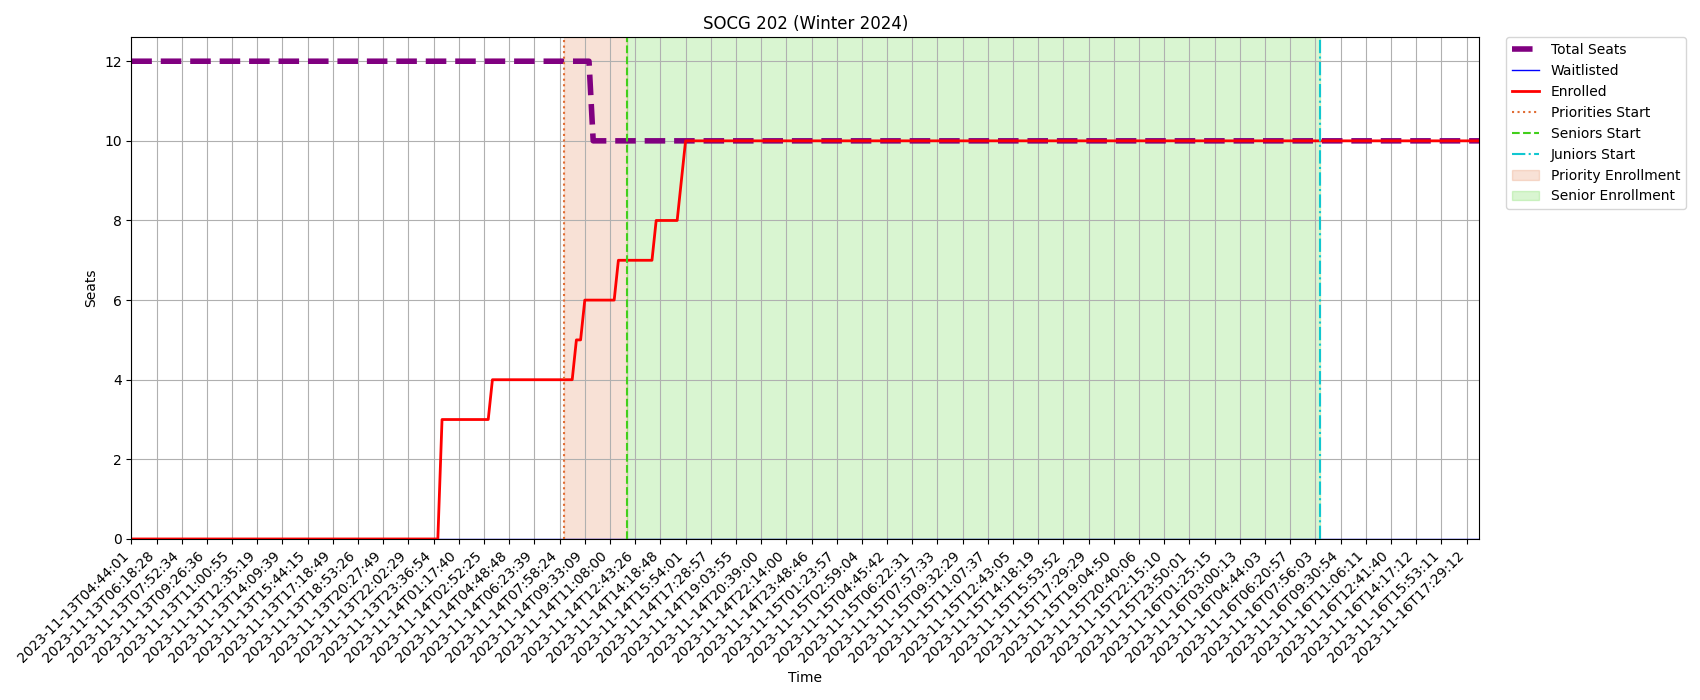 SOCG 202 (Winter 2024)
Total Seats
Waitlisted
Enrolled
Priorities Start
Seniors Start
Juniors Start
Priority Enrollment
Senior Enrollment
Seats
12
10
8
6
4
2
0
2023-11-13T04:44:01
2023-11-13T06:18:28
2023-11-13T07:52:34
2023-11-13T09:26:36
2023-11-13T11:00:55
2023-11-13T12:35:19
2023-11-13T14:09:39
2023-11-13T15:44:15
2023-11-13T17:18:49
2023-11-13T18:53:26
2023-11-13T20:27:49
2023-11-13T22:02:29
2023-11-13T23:36:54
2023-11-14T01:17:40
2023-11-14T02:52:25
2023-11-14T04:48:48
2023-11-14T06:23:39
2023-11-14T07:58:24
2023-11-14T09:33:09
2023-11-14T11:08:00
2023-11-14T12:43:26
2023-11-14T14:18:48
2023-11-14T15:54:01
2023-11-14T17:28:57
2023-11-14T19:03:55
2023-11-14T20:39:00
2023-11-14T22:14:00
2023-11-14T23:48:46
2023-11-15T01:23:57
2023-11-15T02:59:04
2023-11-15T04:45:42
2023-11-15T06:22:31
2023-11-15T07:57:33
2023-11-15T09:32:29
2023-11-15T11:07:37
2023-11-15T12:43:05
2023-11-15T14:18:19
2023-11-15T15:53:52
2023-11-15T17:29:29
2023-11-15T19:04:50
2023-11-15T20:40:06
2023-11-15T22:15:10
2023-11-15T23:50:01
2023-11-16T01:25:15
2023-11-16T03:00:13
2023-11-16T04:44:03
2023-11-16T06:20:57
2023-11-16T07:56:03
2023-11-16T09:30:54
2023-11-16T11:06:11
2023-11-16T12:41:40
2023-11-16T14:17:12
2023-11-16T15:53:11
2023-11-16T17:29:12
Time